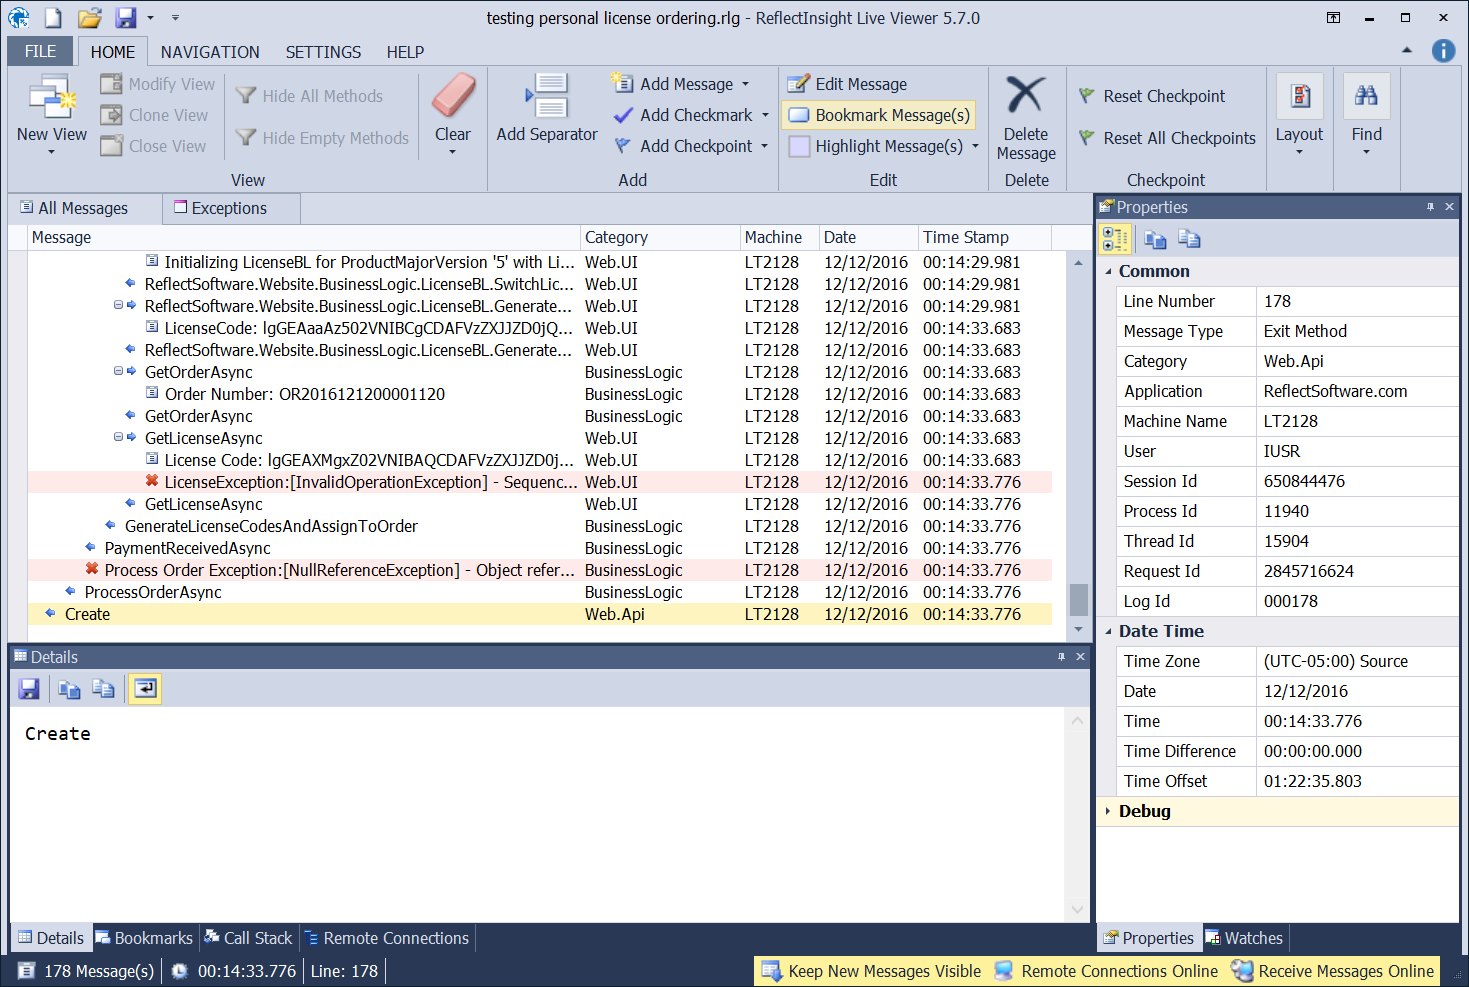 testing personal license ordering.rlg - ReflectInsight Live Viewer 5.7.0
FILE HOME NAVIGATION SETTINGS HELP
New View
Modify View
Clone View
Close View
Hide All Methods
Hide Empty Methods
View
Clear
Add Separator
Add Message
Add Checkmark
Add Checkpoint
Add
Edit Message
Bookmark Message(s)
Highlight Message(s)
Edit
Delete
Message
Delete
Reset Checkpoint
Reset All Checkpoints
Checkpoint
Layout
Find
All Messages Exceptions
Message Category Machine Date Time Stamp
Initializing LicenseBL for ProductMajorVersion '5' with Li... Web.UI LT2128 12/12/2016 00:14:29.981
ReflectSoftware.Website.BusinessLogic.LicenseBL.SwitchLic... Web.UI LT2128 12/12/2016 00:14:29.981
ReflectSoftware.Website.BusinessLogic.LicenseBL.Generate... Web.UI LT2128 12/12/2016 00:14:29.981
LicenseCode: lgGEAaaAz502VNIBCgCDAFVzZXJJZD0jQ... Web.UI LT2128 12/12/2016 00:14:33.683
ReflectSoftware.Website.BusinessLogic.LicenseBL.Generate... Web.UI LT2128 12/12/2016 00:14:33.683
GetOrderAsync BusinessLogic LT2128 12/12/2016 00:14:33.683
Order Number: OR2016121200001120 BusinessLogic LT2128 12/12/2016 00:14:33.683
GetOrderAsync BusinessLogic LT2128 12/12/2016 00:14:33.683
GetLicenseAsync Web.UI LT2128 12/12/2016 00:14:33.683
License Code: lgGEAXMgxZ02VNIBAQCDAFVzZXJJZD0j... Web.UI LT2128 12/12/2016 00:14:33.683
LicenseException:[InvalidOperationException] - Sequenc... Web.UI LT2128 12/12/2016 00:14:33.776
GetLicenseAsync Web.UI LT2128 12/12/2016 00:14:33.776
GenerateLicenseCodesAndAssignToOrder BusinessLogic LT2128 12/12/2016 00:14:33.776
PaymentReceivedAsync BusinessLogic LT2128 12/12/2016 00:14:33.776
Process Order Exception:[NullReferenceException] - Object refer... BusinessLogic LT2128 12/12/2016 00:14:33.776
ProcessOrderAsync BusinessLogic LT2128 12/12/2016 00:14:33.776
Create Web.Api LT2128 12/12/2016 00:14:33.776
Details
Create
Details Bookmarks Call Stack Remote Connections
Properties
Common
Line Number 178
Message Type Exit Method
Category Web.Api
Application ReflectSoftware.com
Machine Name LT2128
User IUSR
Session Id 650844476
Process Id 11940
Thread Id 15904
Request Id 2845716624
Log Id 000178
Date Time
Time Zone (UTC-05:00) Source
Date 12/12/2016
Time 00:14:33.776
Time Difference 00:00:00.000
Time Offset 01:22:35.803
Debug
Properties Watches
178 Message(s) 00:14:33.776 Line: 178
Keep New Messages Visible Remote Connections Online Receive Messages Online